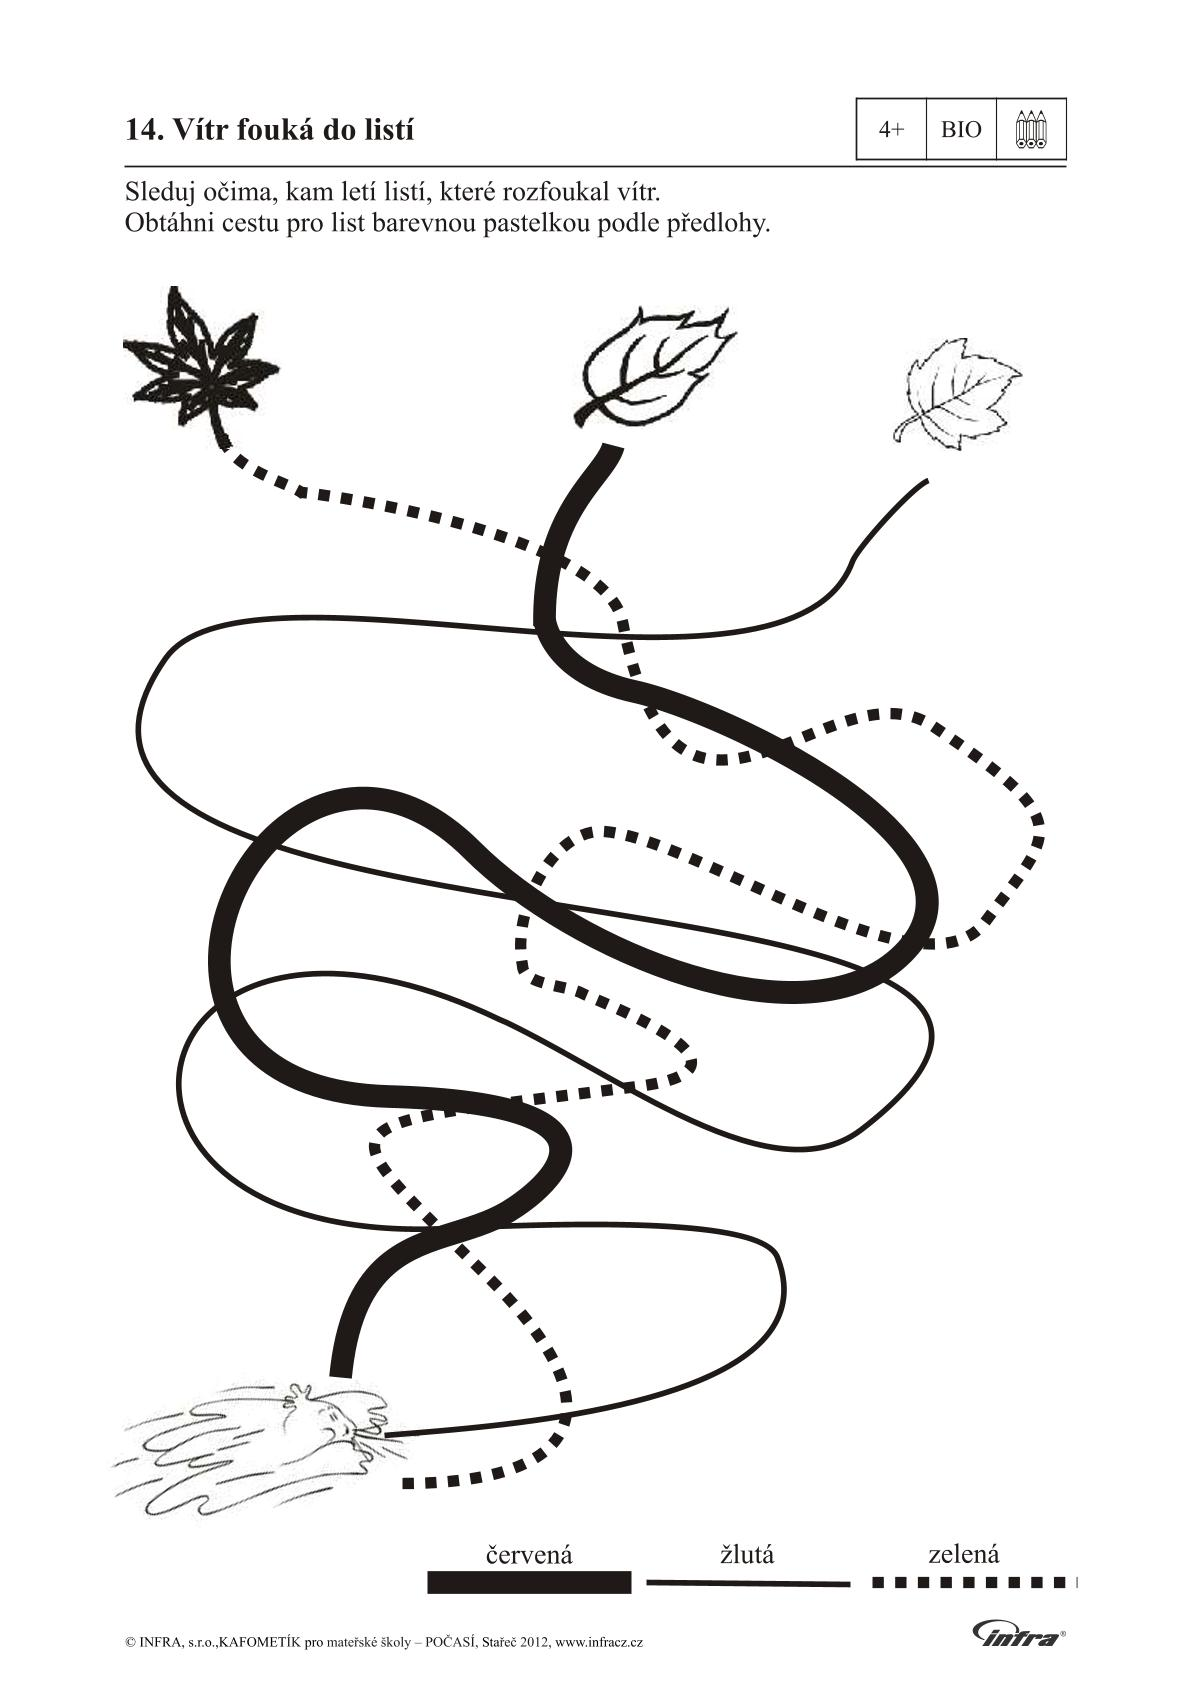 14. Vítr fouká do listí
4+ BIO
Sleduj očima, kam letí listí, které rozfoukal vítr.
Obtáhni cestu pro list barevnou pastelkou podle předlohy.
červená žlutá zelená
© INFRA, s.r.o.,KAFOMETÍK pro mateřské školy – POČASÍ, Stařeč 2012, www.infracz.cz
infra®